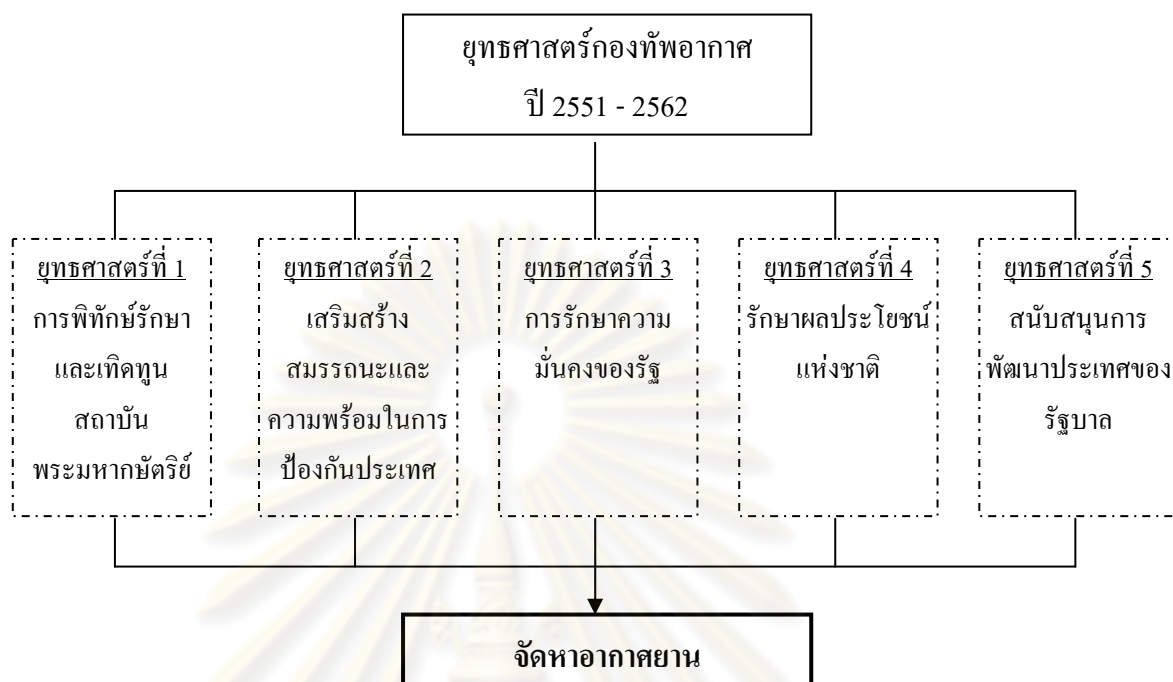 ยุทธศาสตร์กองทัพอากาศ
ปี 2551 - 2562
ยุทธศาสตร์ที่ 1
การพิทักษ์รักษา
และเทิดทูน
สถาบัน
พระมหากษัตริย์
ยุทธศาสตร์ที่ 2
เสริมสร้าง
สมรรถนะและ
ความพร้อมในการ
ป้องกันประเทศ
ยุทธศาสตร์ที่ 3
การรักษาความ
มั่นคงของรัฐ
ยุทธศาสตร์ที่ 4
รักษาผลประโยชน์
แห่งชาติ
ยุทธศาสตร์ที่ 5
สนับสนุนการ
พัฒนาประเทศของ
รัฐบาล
จัดหาอากาศยาน